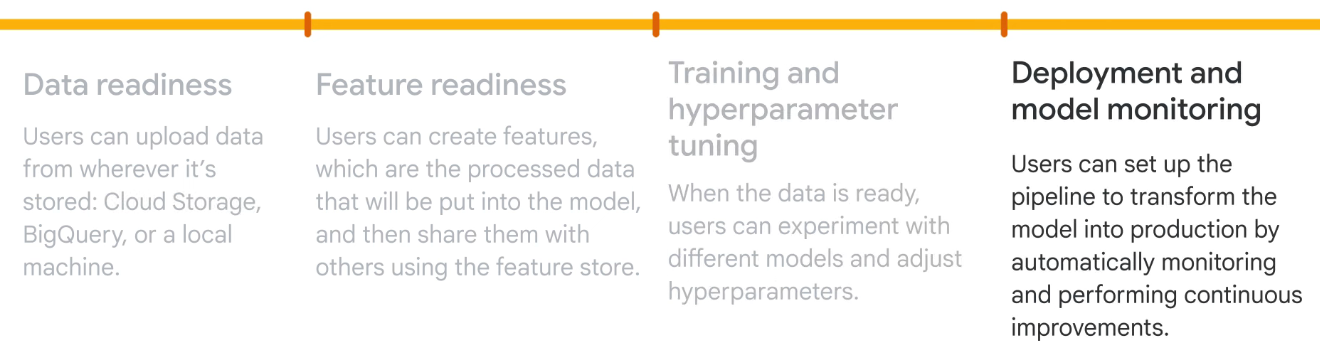 Data readiness
Users can upload data
from wherever it’s
stored: Cloud Storage,
BigQuery, or a local
machine.
Feature readiness
Users can create features,
which are the processed data
that will be put into the model,
and then share them with
others using the feature store.
Training and
hyperparameter
tuning
When the data is ready,
users can experiment with
different models and adjust
hyperparameters.
Deployment and
model monitoring
Users can set up the
pipeline to transform the
model into production by
automatically monitoring
and performing continuous
improvements.